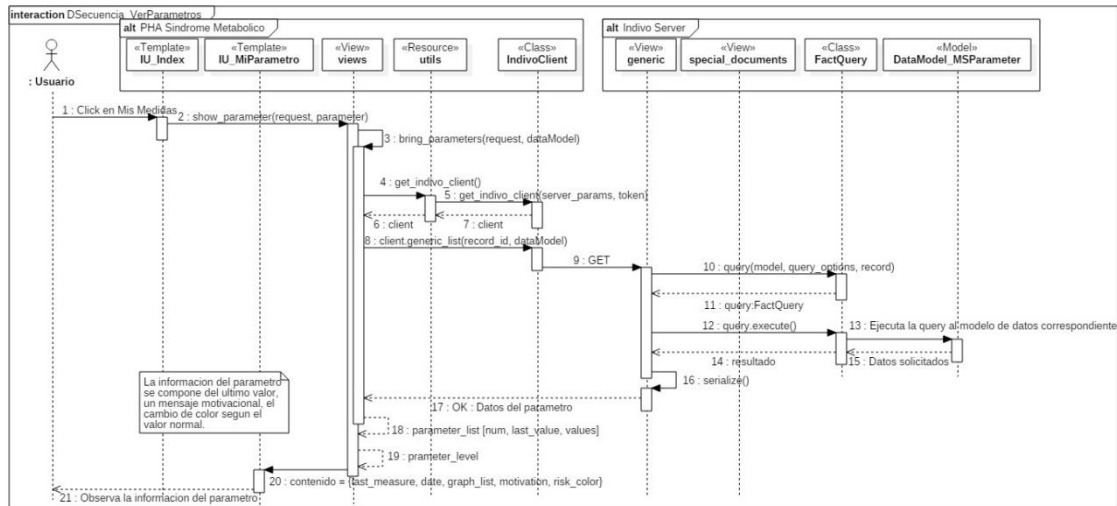 interaction DSecuencia_VerParametros
alt PHA Sindrome Metabolico
alt Indivo Server
«Template»
IU_Index
«Template»
IU_MiParametro
«View»
views
«Resource»
utils
«Class»
IndivoClient
«View»
generic
«View»
special_documents
«Class»
FactQuery
«Model»
DataModel_MSParameter
: Usuario
1 : Click en Mis Medidas
2 : show_parameter(request, parameter)
3 : bring_parameters(request, dataModel)
4 : get_indivo_client()
5 : get_indivo_client(server_params, token)
6 : client
7 : client
8 : client.generic_list(record_id, dataModel)
9 : GET
10 : query(model, query_options, record)
11 : query:FactQuery
12 : query.execute()
13 : Ejecuta la query al modelo de datos correspondiente
14 : resultado
15 : Datos solicitados
16 : serialize()
17 : OK : Datos del parametro
La informacion del parametro
se compone del ultimo valor,
un mensaje motivacional, el
cambio de color segun el
valor normal.
18 : parameter_list [num, last_value, values]
19 : prameter_level
20 : contenido = {last_measure, date, graph_list, motivation, risk_color}
21 : Observa la informacion del parametro